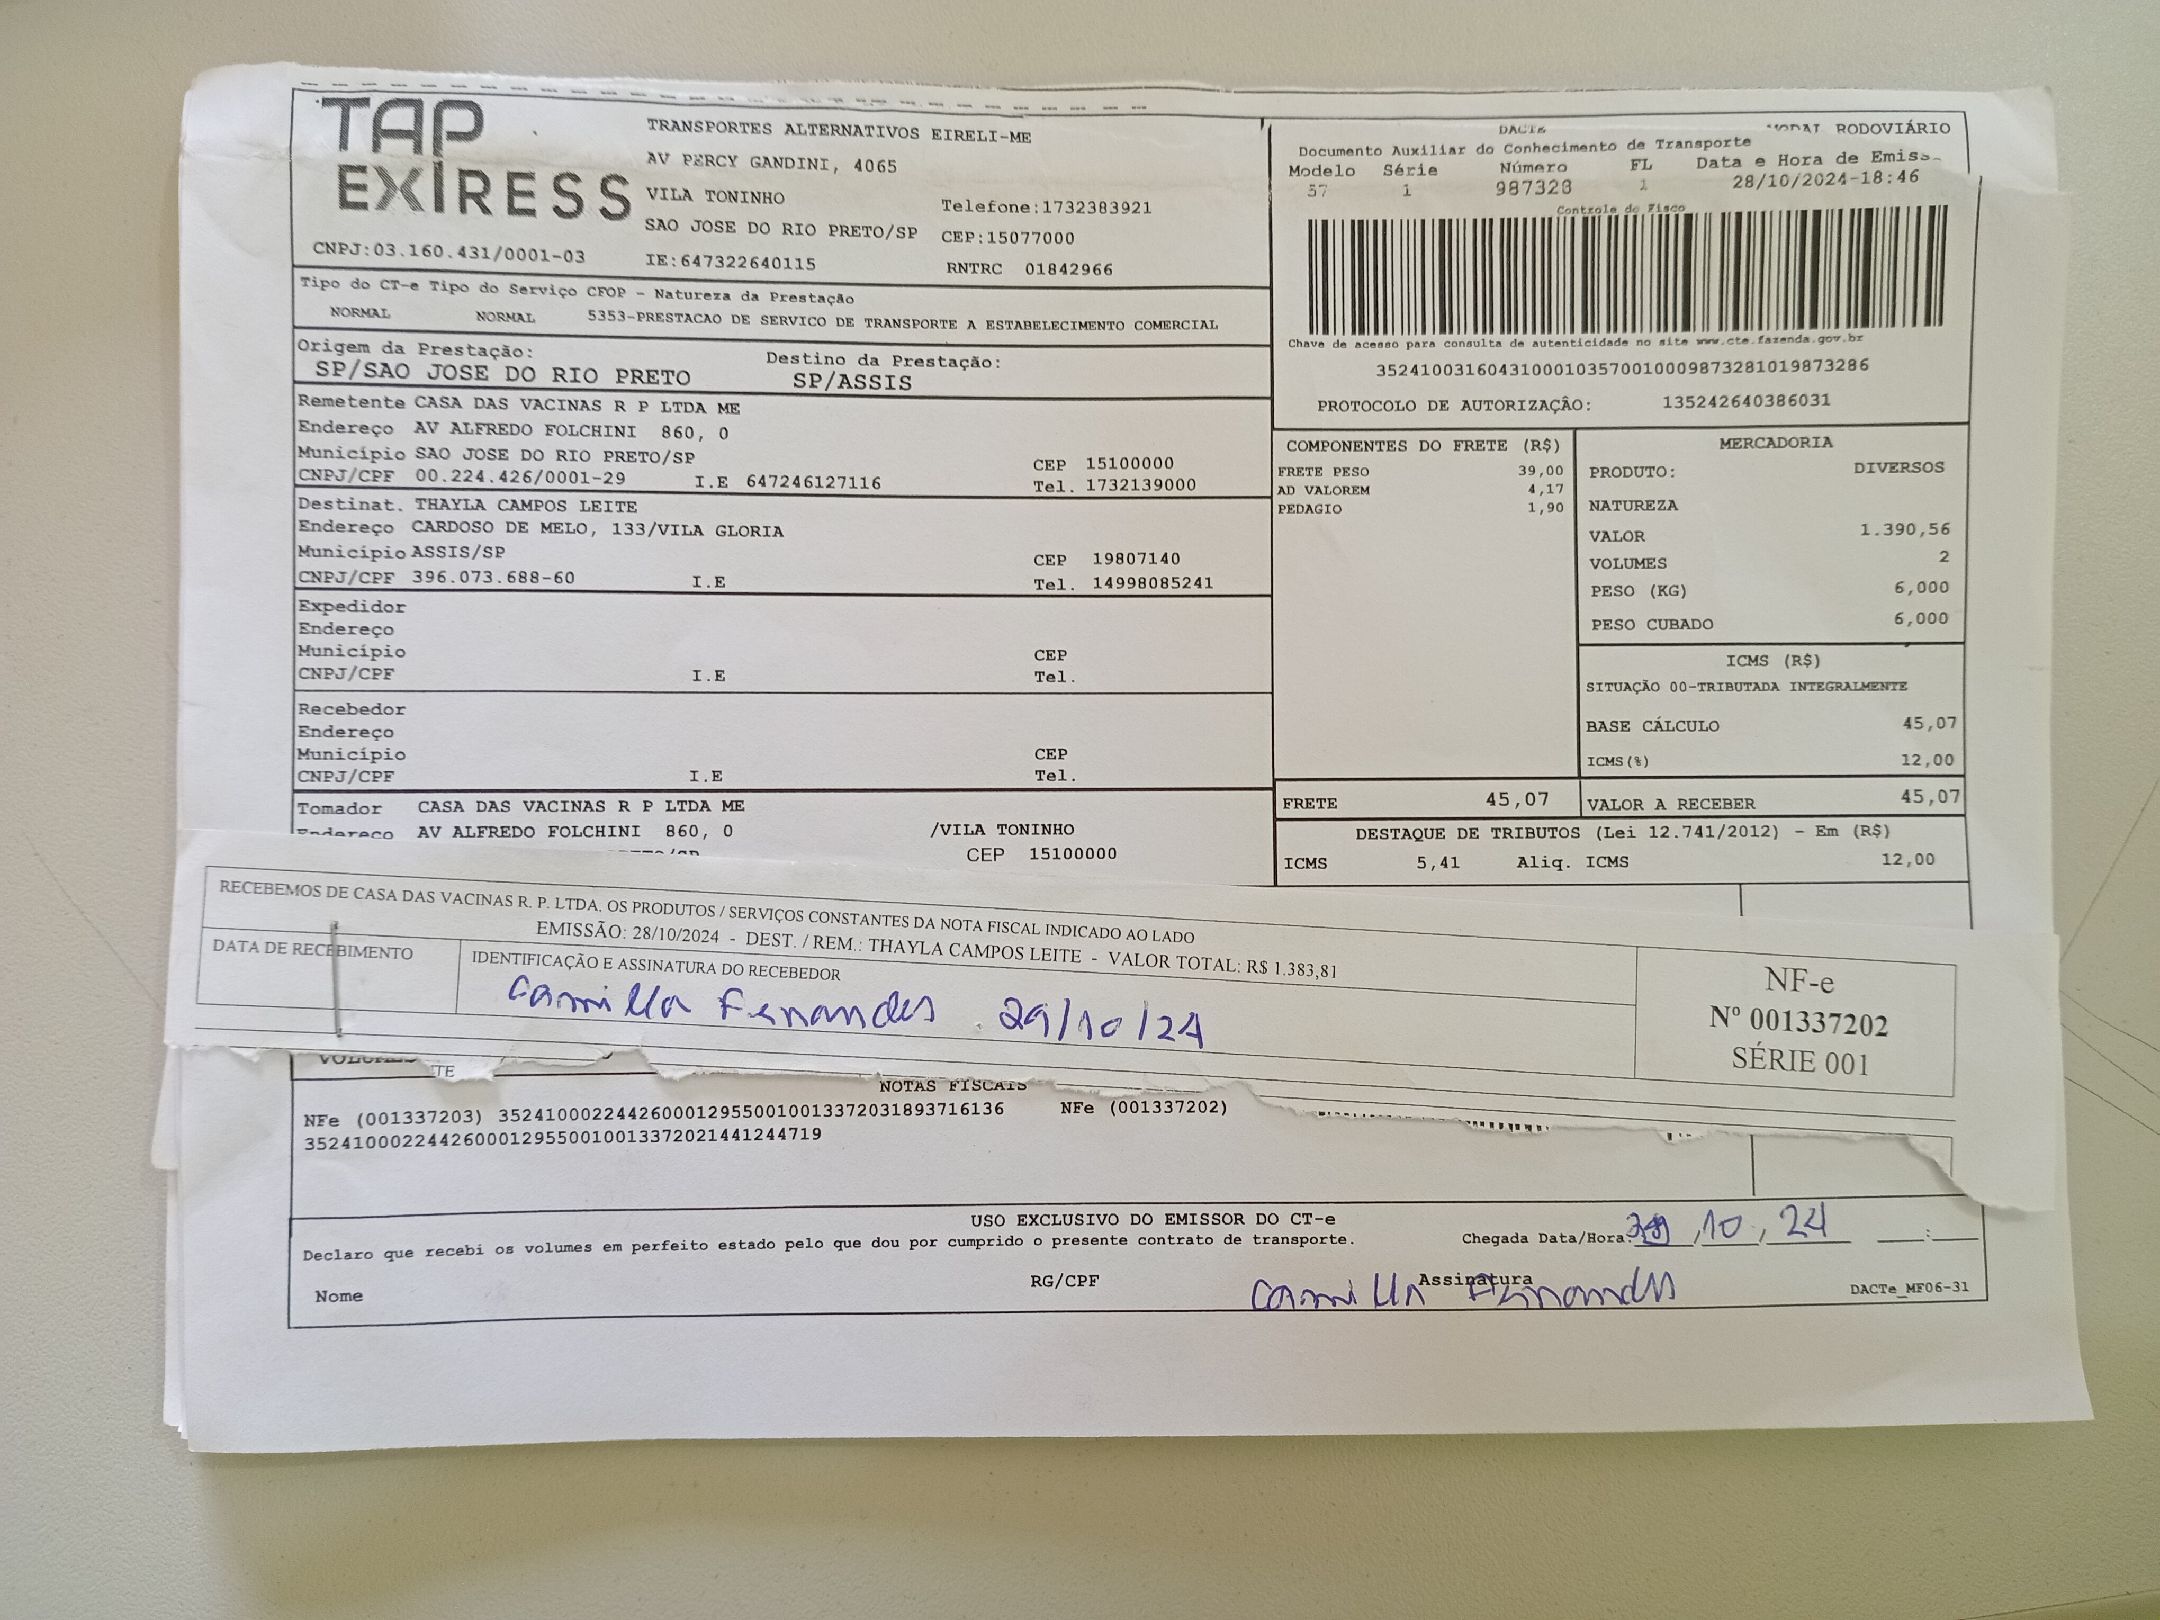 TAP
EXÍRESS
CNPJ:03.160.431/0001-03
TRANSPORTES ALTERNATIVOS EIRELI-ME
AV PERCY GANDINI, 4065
VILA TONINHO
SAO JOSE DO RIO PRETO/SP
IE:647322640115
Telefone:1732383921
CEP:15077000
RNTRC 01842966
DACTe RODOVIÁRIO
Documento Auxiliar do Conhecimento de Transporte
Modelo Série Número FL Data e Hora de Emiss
57 1 987328 1 28/10/2024-18:46
Controle do Fisco
Chave de acesso para consulta de autenticidade no site www.cte.fazenda.gov.br
35241003160431000103570010009873281019873286
PROTOCOLO DE AUTORIZAÇÂO: 135242640386031
Tipo do CT-e Tipo do Serviço CFOP - Natureza da Prestação
NORMAL NORMAL 5353-PRESTACAO DE SERVICO DE TRANSPORTE A ESTABELECIMENTO COMERCIAL
Origem da Prestação: Destino da Prestação:
SP/SAO JOSE DO RIO PRETO SP/ASSIS
Remetente CASA DAS VACINAS R P LTDA ME
Endereço AV ALFREDO FOLCHINI 860, 0
Município SAO JOSE DO RIO PRETO/SP CEP 15100000
CNPJ/CPF 00.224.426/0001-29 I.E 647246127116 Tel. 1732139000
Destinat. THAYLA CAMPOS LEITE
Endereço CARDOSO DE MELO, 133/VILA GLORIA
Município ASSIS/SP CEP 19807140
CNPJ/CPF 396.073.688-60 I.E Tel. 14998085241
Expedidor
Endereço
Município CEP
CNPJ/CPF I.E Tel.
Recebedor
Endereço
Município CEP
CNPJ/CPF I.E Tel.
Tomador CASA DAS VACINAS R P LTDA ME
Endereço AV ALFREDO FOLCHINI 860, 0 /VILA TONINHO
CEP 15100000
COMPONENTES DO FRETE (R$)
FRETE PESO 39,00
AD VALOREM 4,17
PEDAGIO 1,90
MERCADORIA
PRODUTO: DIVERSOS
NATUREZA
VALOR 1.390,56
VOLUMES 2
PESO (KG) 6,000
PESO CUBADO 6,000
ICMS (R$)
SITUAÇÃO 00-TRIBUTADA INTEGRALMENTE
BASE CÁLCULO 45,07
ICMS(%) 12,00
FRETE 45,07 VALOR A RECEBER 45,07
DESTAQUE DE TRIBUTOS (Lei 12.741/2012) - Em (R$)
ICMS 5,41 Aliq. ICMS 12,00
RECEBEMOS DE CASA DAS VACINAS R. P. LTDA. OS PRODUTOS / SERVIÇOS CONSTANTES DA NOTA FISCAL INDICADO AO LADO
EMISSÃO: 28/10/2024 - DEST. / REM.: THAYLA CAMPOS LEITE - VALOR TOTAL: R$ 1.383,81
DATA DE RECEBIMENTO IDENTIFICAÇÃO E ASSINATURA DO RECEBEDOR
Camilla Fernandes 29/10/24
NF-e
Nº 001337202
SÉRIE 001
NOTAS FISCAIS
NFe (001337203) 35241000224426000129550010013372031893716136 NFe (001337202)
35241000224426000129550010013372021441244719
USO EXCLUSIVO DO EMISSOR DO CT-e
Declaro que recebi os volumes em perfeito estado pelo que dou por cumprido o presente contrato de transporte. Chegada Data/Hora: 29,10,24 :
Nome RG/CPF Assinatura DACTe_MF06-31
Camilla Fernandes